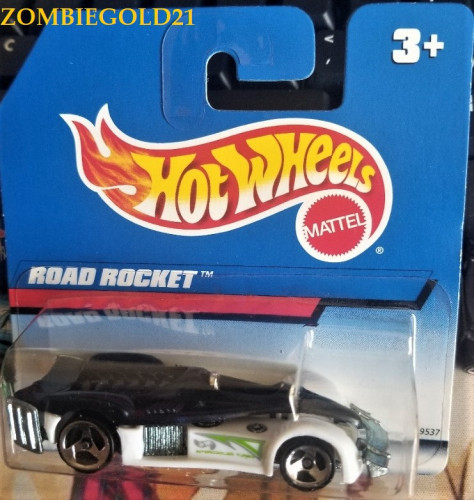 ZOMBIEGOLD21
3+
HOT WHEELS
MATTEL
®
ROAD ROCKET™
9537